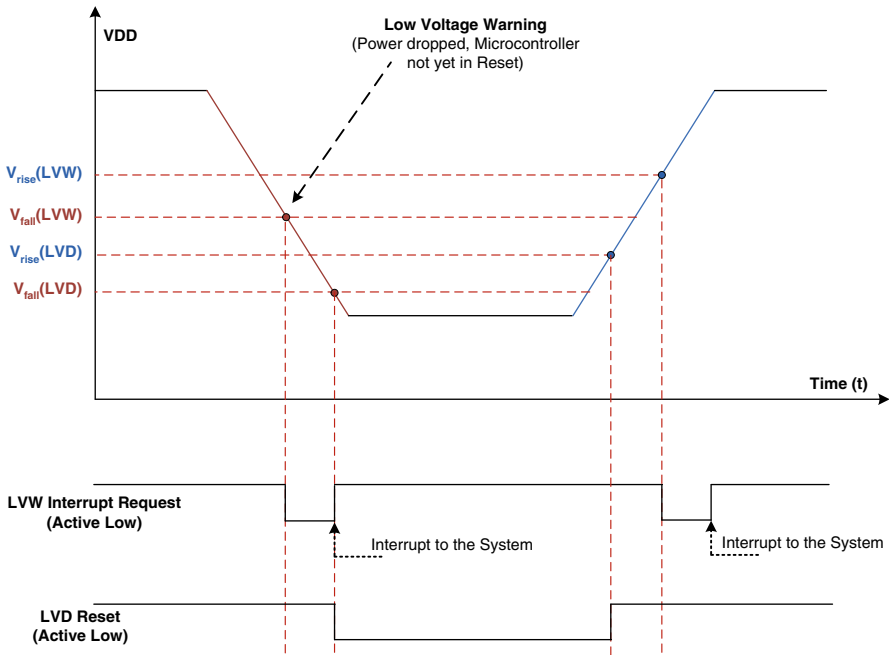 VDD
Low Voltage Warning
(Power dropped, Microcontroller
not yet in Reset)
Vrise(LVW)
Vfall(LVW)
Vrise(LVD)
Vfall(LVD)
Time (t)
LVW Interrupt Request
(Active Low)
Interrupt to the System
Interrupt to the System
LVD Reset
(Active Low)